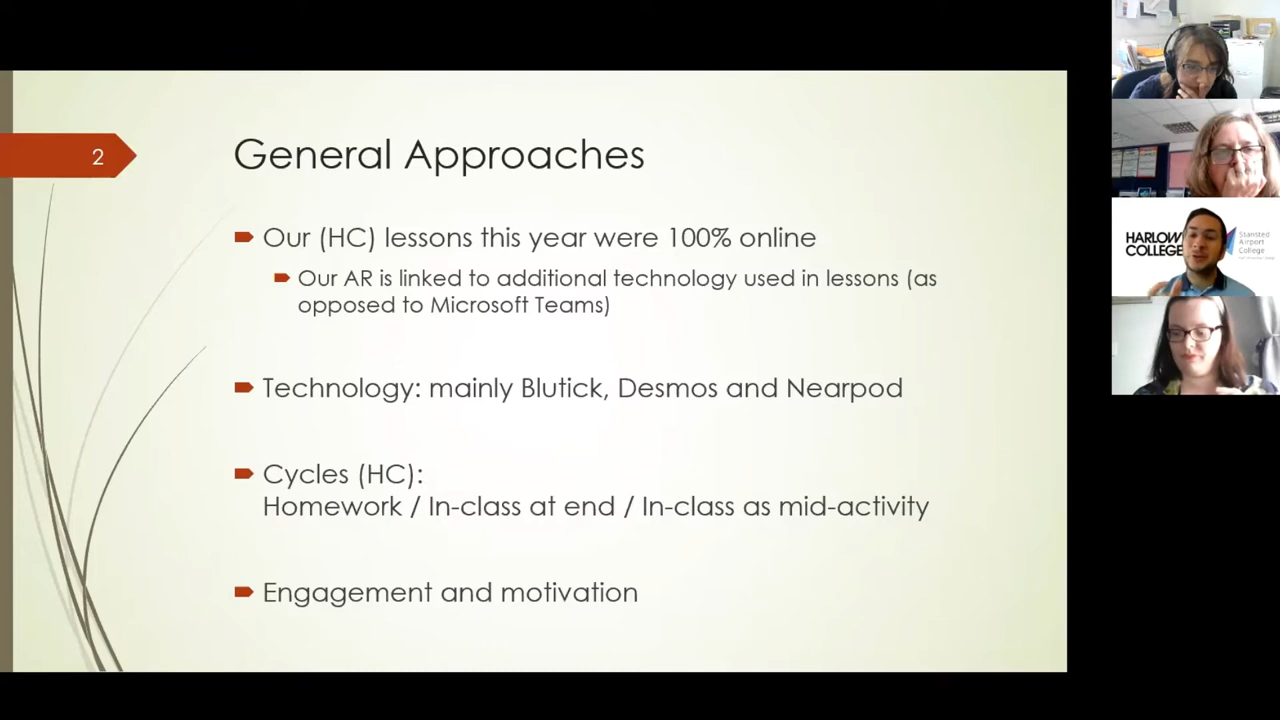 2
General Approaches
Our (HC) lessons this year were 100% online
Our AR is linked to additional technology used in lessons (as
opposed to Microsoft Teams)
Technology: mainly Blutick, Desmos and Nearpod
Cycles (HC):
Homework / In-class at end / In-class as mid-activity
Engagement and motivation
HARLOW
COLLEGE
Stansted
Airport
College